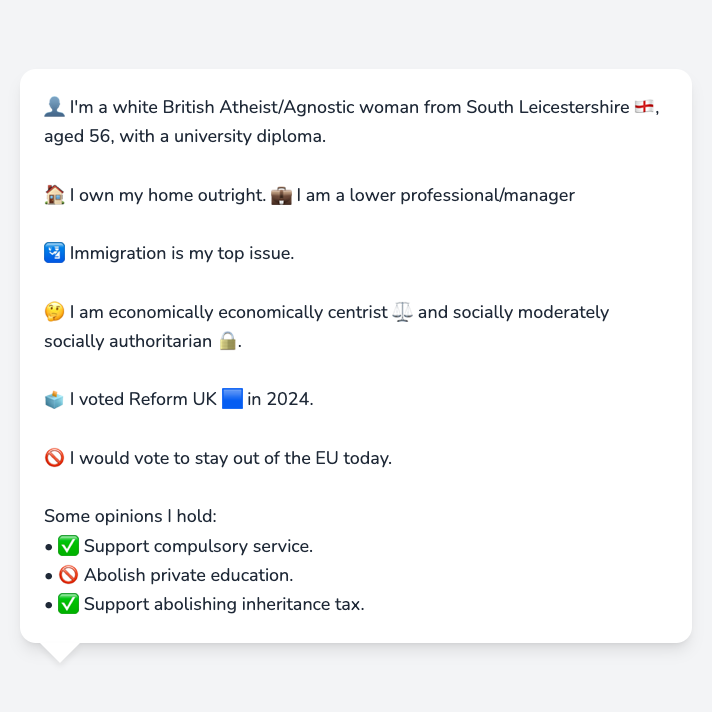 👤 I'm a white British Atheist/Agnostic woman from South Leicestershire 🏴󠁧󠁢󠁥󠁮󠁧󠁿,
aged 56, with a university diploma.
🏠 I own my home outright. 💼 I am a lower professional/manager
🛂 Immigration is my top issue.
🤔 I am economically economically centrist ⚖️ and socially moderately
socially authoritarian 🔒.
🗳️ I voted Reform UK 🟦 in 2024.
🚫 I would vote to stay out of the EU today.
Some opinions I hold:
• ✅ Support compulsory service.
• 🚫 Abolish private education.
• ✅ Support abolishing inheritance tax.